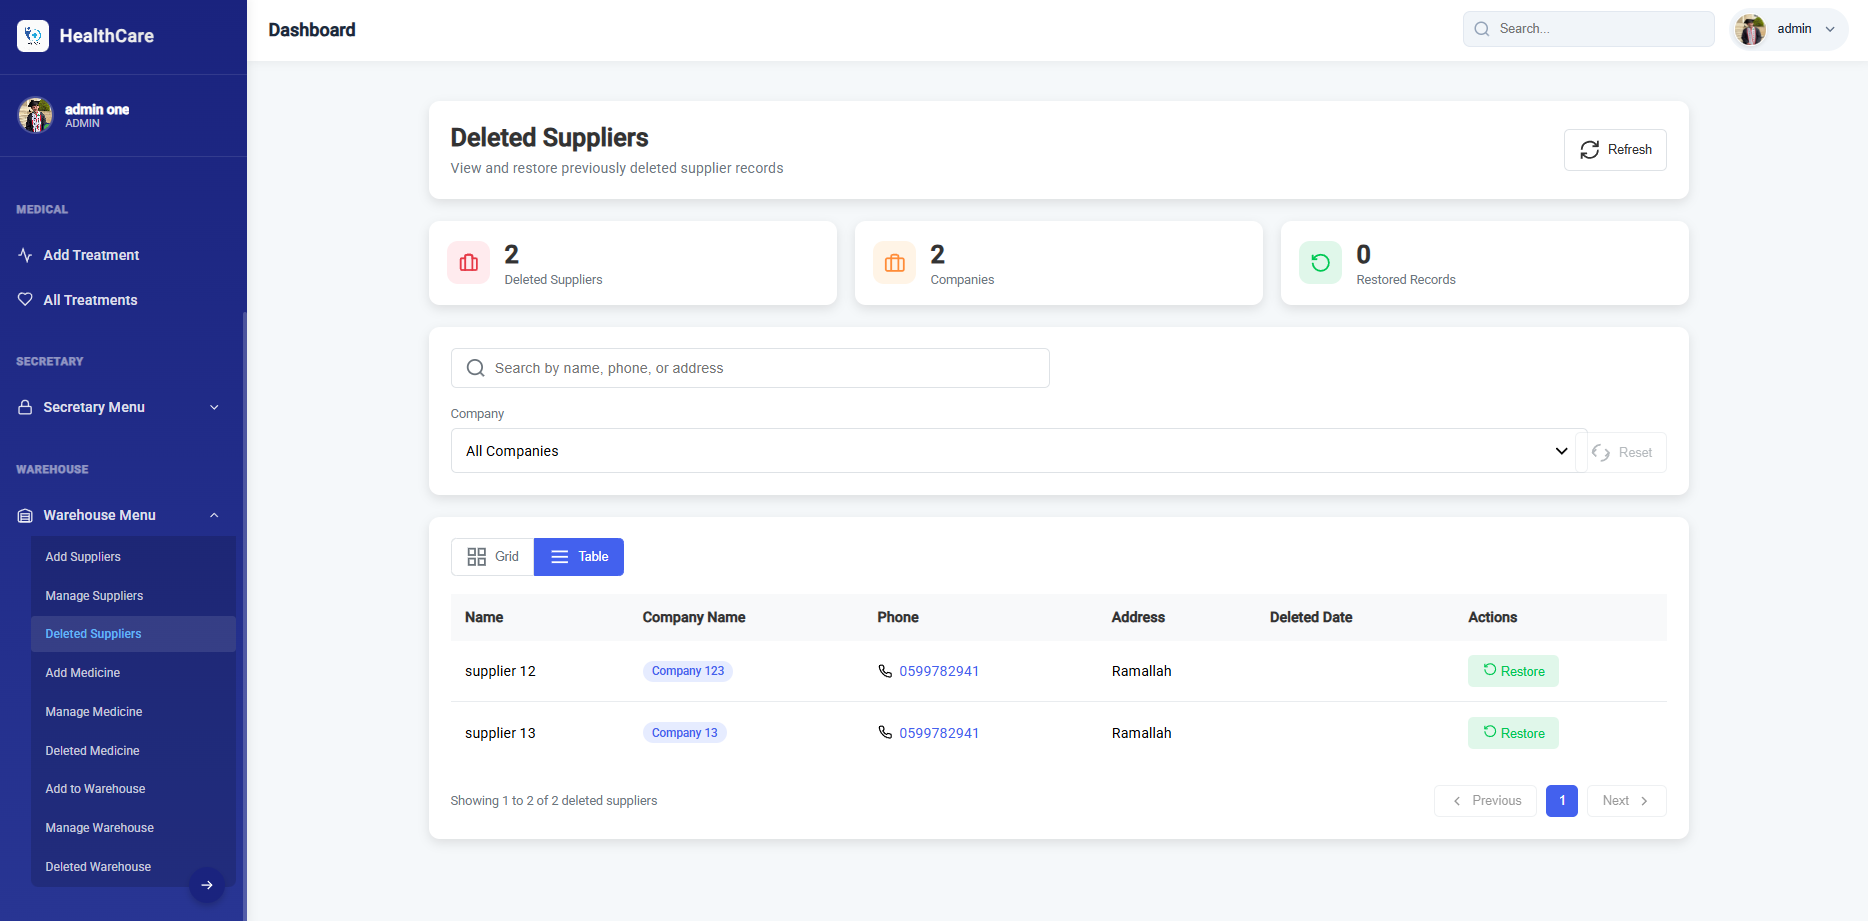 HealthCare
admin one
ADMIN
MEDICAL
Add Treatment
All Treatments
SECRETARY
Secretary Menu
WAREHOUSE
Warehouse Menu
Add Suppliers
Manage Suppliers
Deleted Suppliers
Add Medicine
Manage Medicine
Deleted Medicine
Add to Warehouse
Manage Warehouse
Deleted Warehouse
Dashboard
Search...
admin
Deleted Suppliers
View and restore previously deleted supplier records
Refresh
2
Deleted Suppliers
2
Companies
0
Restored Records
Search by name, phone, or address
Company
All Companies
Reset
Grid
Table
Name Company Name Phone Address Deleted Date Actions
supplier 12 Company 123 0599782941 Ramallah Restore
supplier 13 Company 13 0599782941 Ramallah Restore
Showing 1 to 2 of 2 deleted suppliers
Previous 1 Next